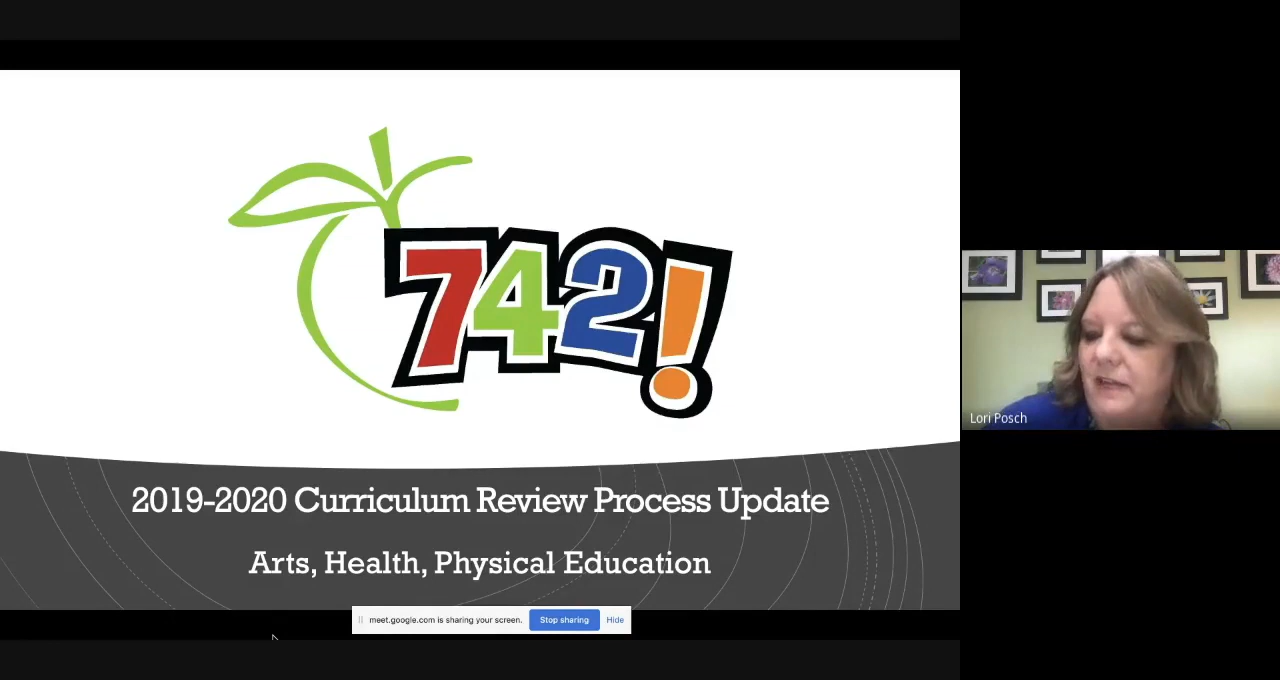 742!
2019-2020 Curriculum Review Process Update
Arts, Health, Physical Education
meet.google.com is sharing your screen. Stop sharing Hide
Lori Posch